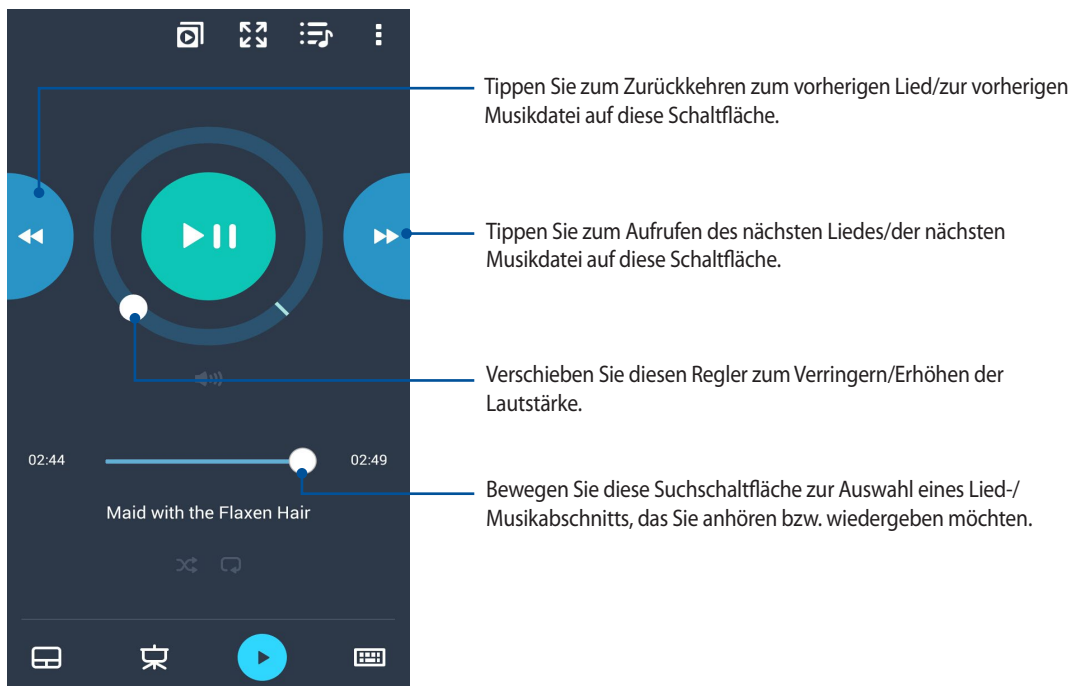 Tippen Sie zum Zurückkehren zum vorherigen Lied/zur vorherigen
Musikdatei auf diese Schaltfläche.
Tippen Sie zum Aufrufen des nächsten Liedes/der nächsten
Musikdatei auf diese Schaltfläche.
Verschieben Sie diesen Regler zum Verringern/Erhöhen der
Lautstärke.
02:44
02:49
Maid with the Flaxen Hair
Bewegen Sie diese Suchschaltfläche zur Auswahl eines Lied-/
Musikabschnitts, das Sie anhören bzw. wiedergeben möchten.